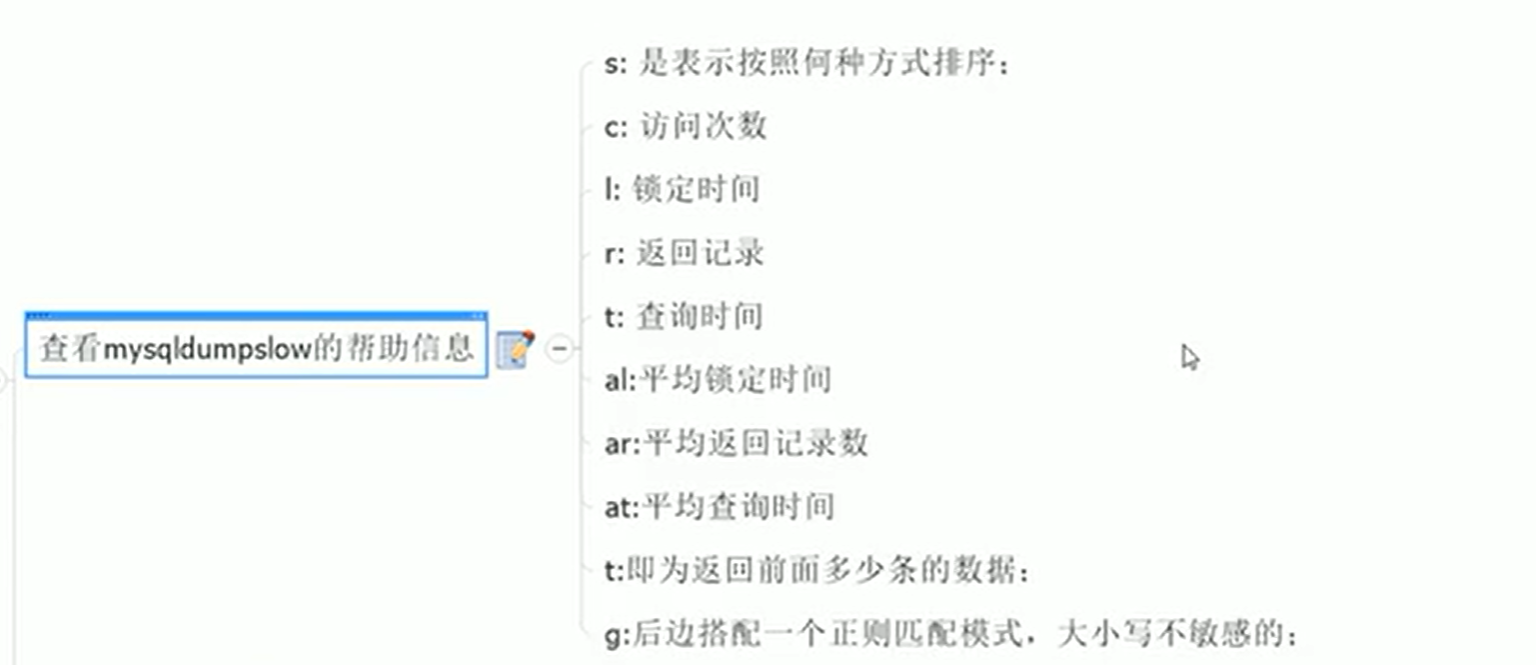 查看mysqldumpslow的帮助信息
s: 是表示按照何种方式排序：
c: 访问次数
l: 锁定时间
r: 返回记录
t: 查询时间
al:平均锁定时间
ar:平均返回记录数
at:平均查询时间
t:即为返回前面多少条的数据：
g:后边搭配一个正则匹配模式，大小写不敏感的：